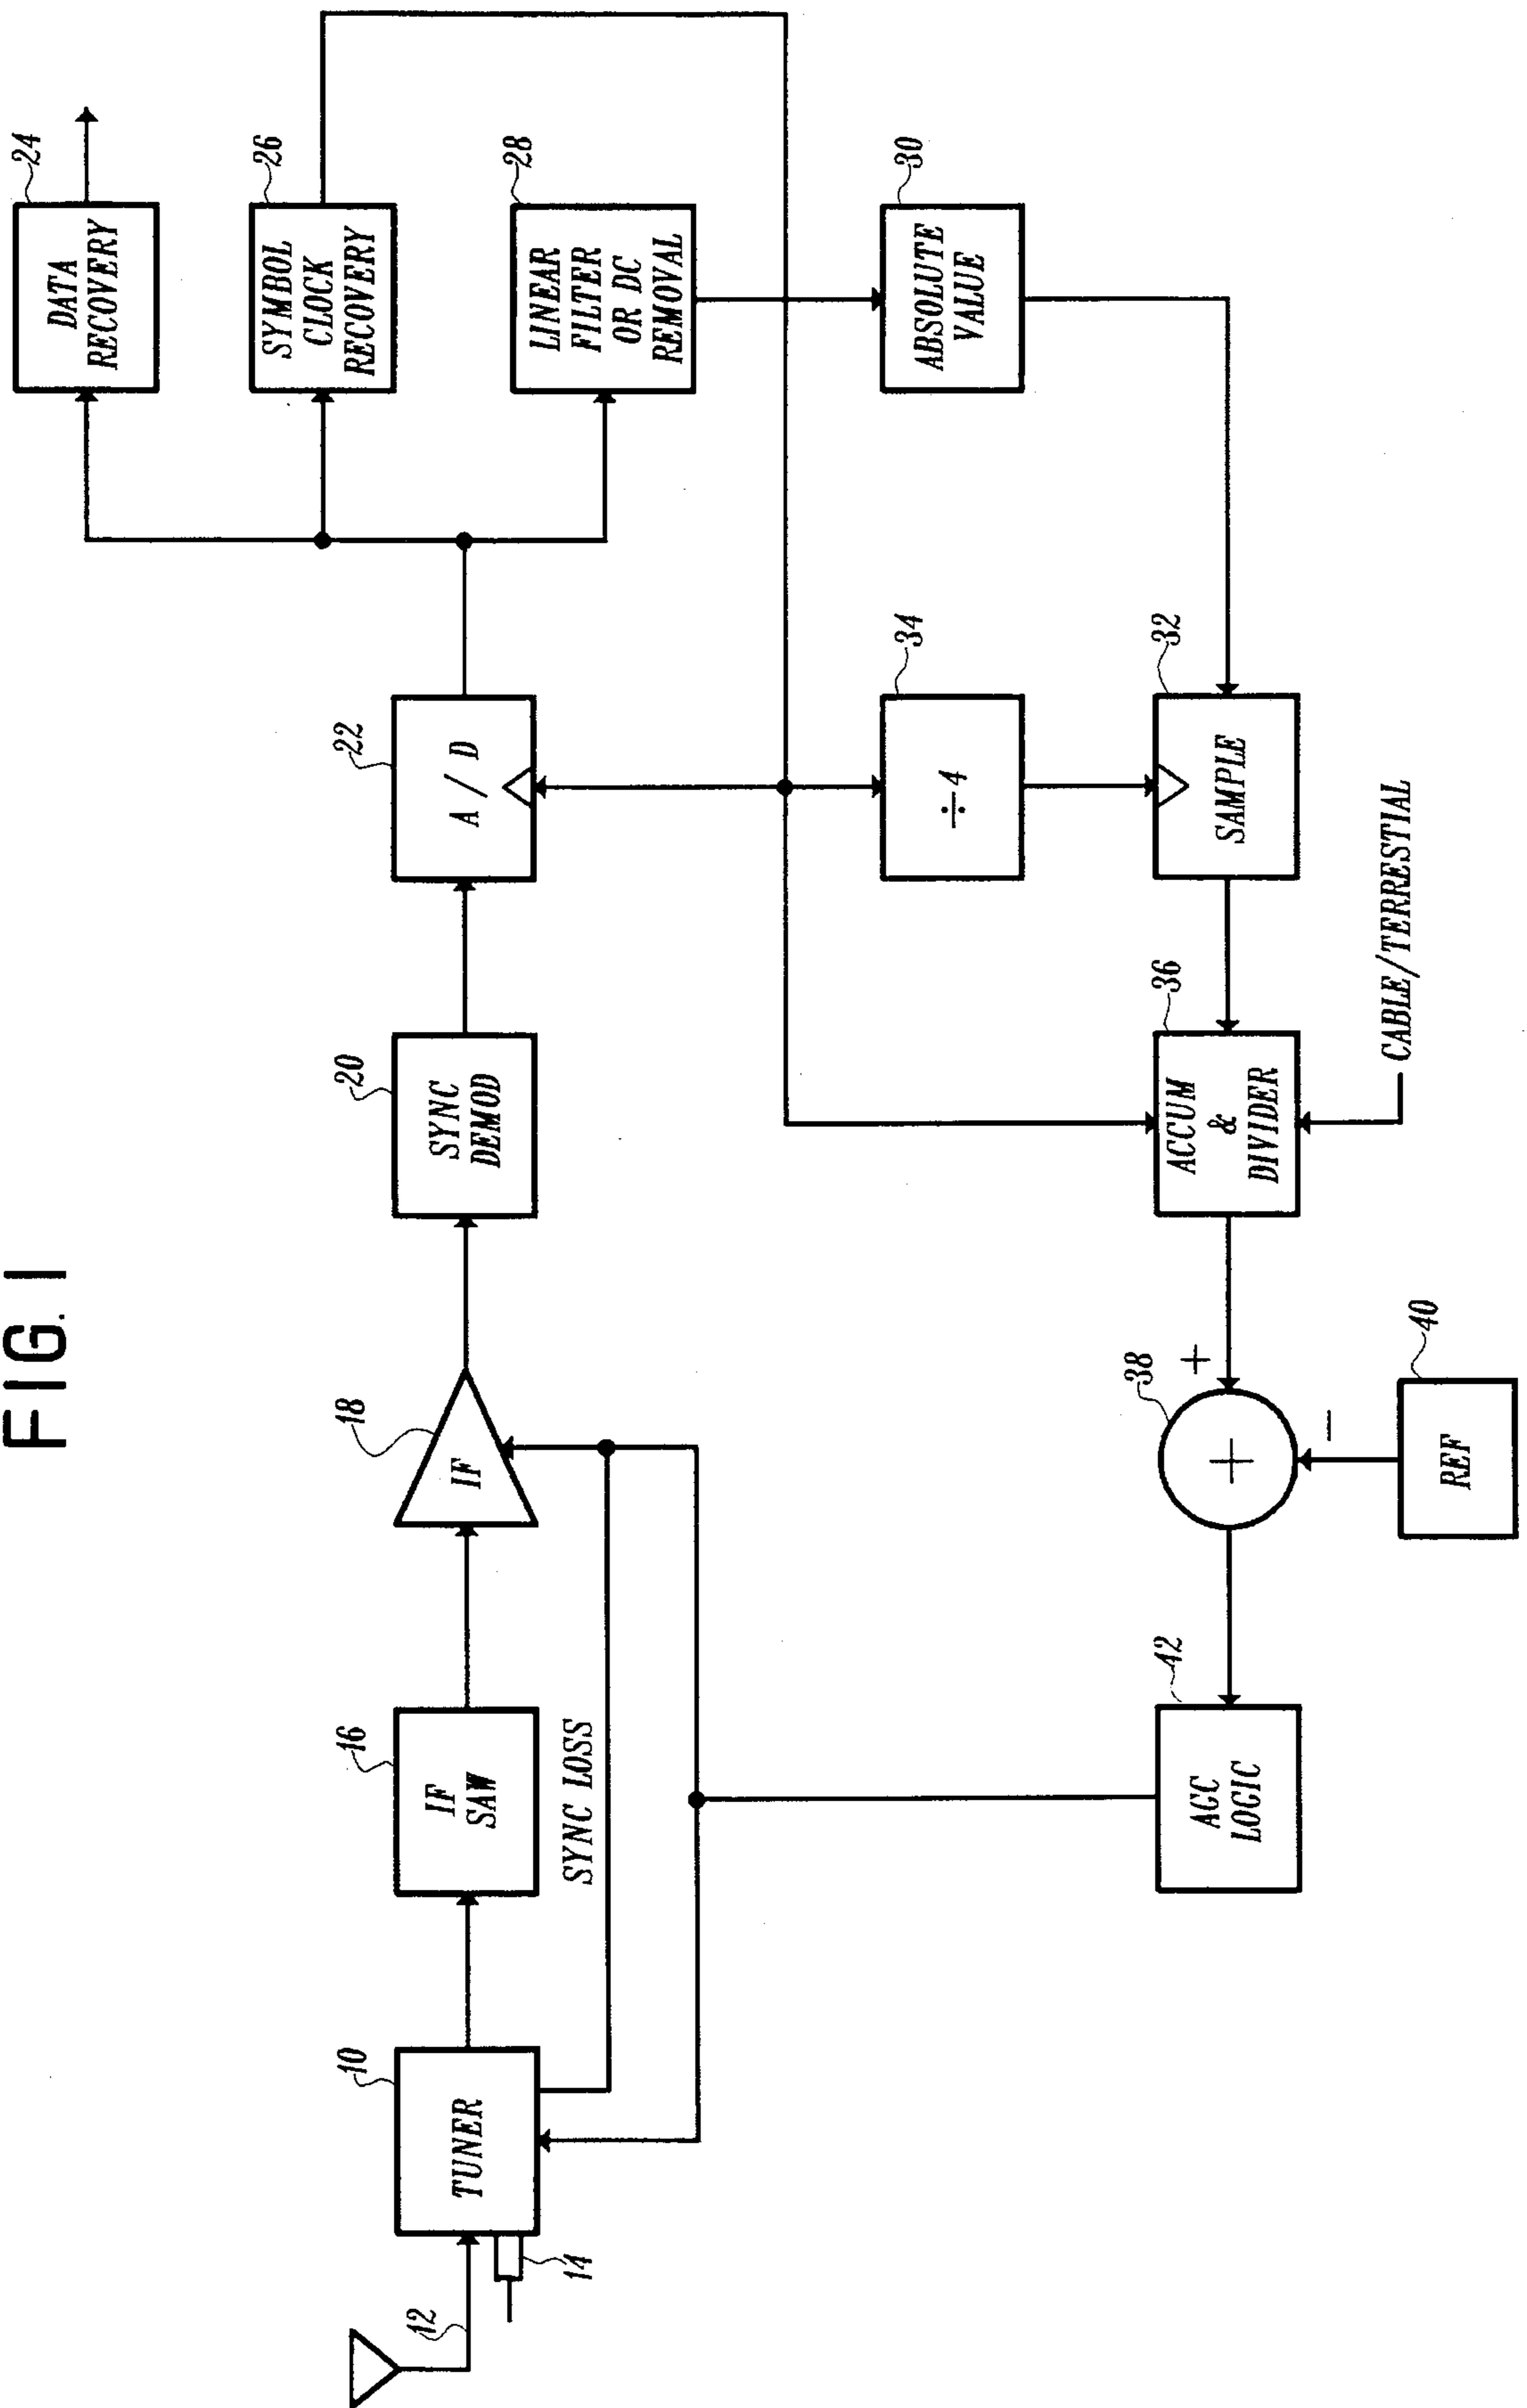 FIG. 1
12
14
10
TUNER
16
IF
SAW
SYNC LOSS
18
IF
20
SYNC
DEMOD
22
A / D
24
DATA
RECOVERY
26
SYMBOL
CLOCK
RECOVERY
28
LINEAR
FILTER
OR DC
REMOVAL
30
ABSOLUTE
VALUE
34
÷4
32
SAMPLE
36
ACCUM
&
DIVIDER
CABLE/TERRESTIAL
38
+
+
−
40
REF
42
AGC
LOGIC